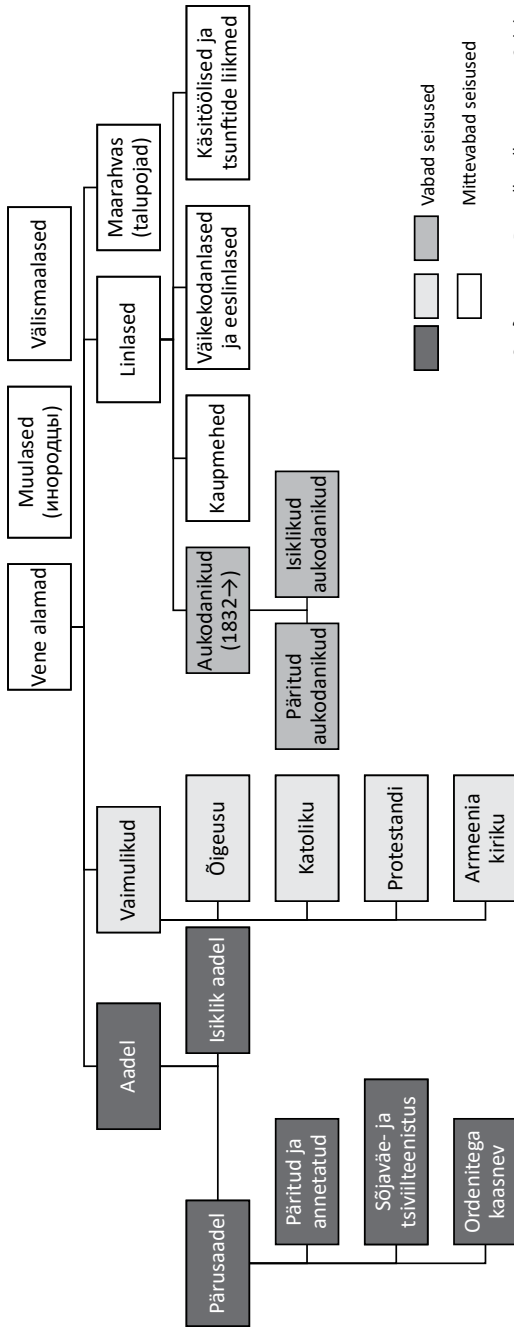 Vene alamad
Muulased
(инородцы)
Välismaalased
Aadel
Vaimulikud
Linlased
Maarahvas
(talupojad)
Pärusaadel
Isiklik aadel
Õigeusu
Aukodanikud
(1832→)
Kaupmehed
Väikekodanlased
ja eeslinlased
Käsitöölised ja
tsunftide liikmed
Päritud ja
annetatud
Katoliku
Päritud
aukodanikud
Isiklikud
aukodanikud
Sõjaväe- ja
tsiviilteenistus
Protestandi
Ordenitega
kaasnev
Armeenia
kiriku
Vabad seisused
Mittevabad seisused